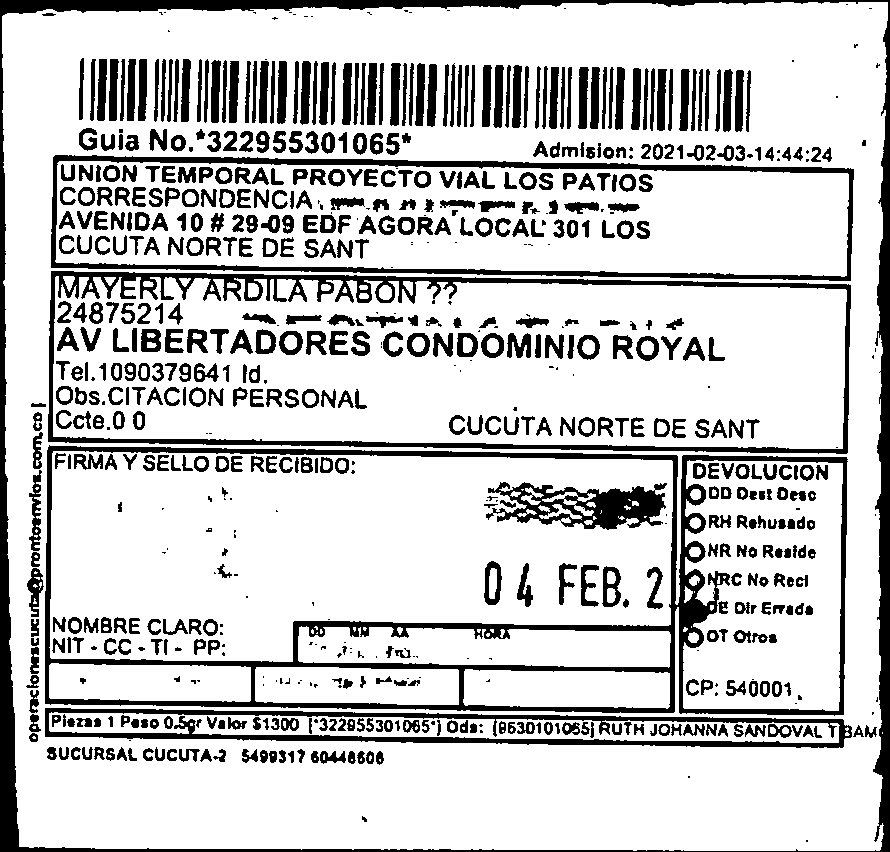 Guia No.*322955301065*
Admision: 2021-02-03-14:44:24
UNION TEMPORAL PROYECTO VIAL LOS PATIOS
CORRESPONDENCIA
AVENIDA 10 # 29-09 EDF AGORA LOCAL 301 LOS
CUCUTA NORTE DE SANT
MAYERLY ARDILA PABON ??
24875214
AV LIBERTADORES CONDOMINIO ROYAL
Tel.1090379641 Id.
Obs.CITACION PERSONAL
Ccte.0 0
CUCUTA NORTE DE SANT
operacionescucuta@prontoenvios.com.co
FIRMA Y SELLO DE RECIBIDO:
04 FEB. 2
NOMBRE CLARO:
NIT - CC - TI - PP:
DD MM AA HORA
DEVOLUCION
DD Dest Desc
RH Rehusado
NR No Reside
NRC No Recl
DE Dir Errada
OT Otros
CP: 540001
Piezas 1 Peso 0.5gr Valor $1300 (*322955301065*) Ods: (9630101065) RUTH JOHANNA SANDOVAL
SUCURSAL CUCUTA-2 5499317 60448606